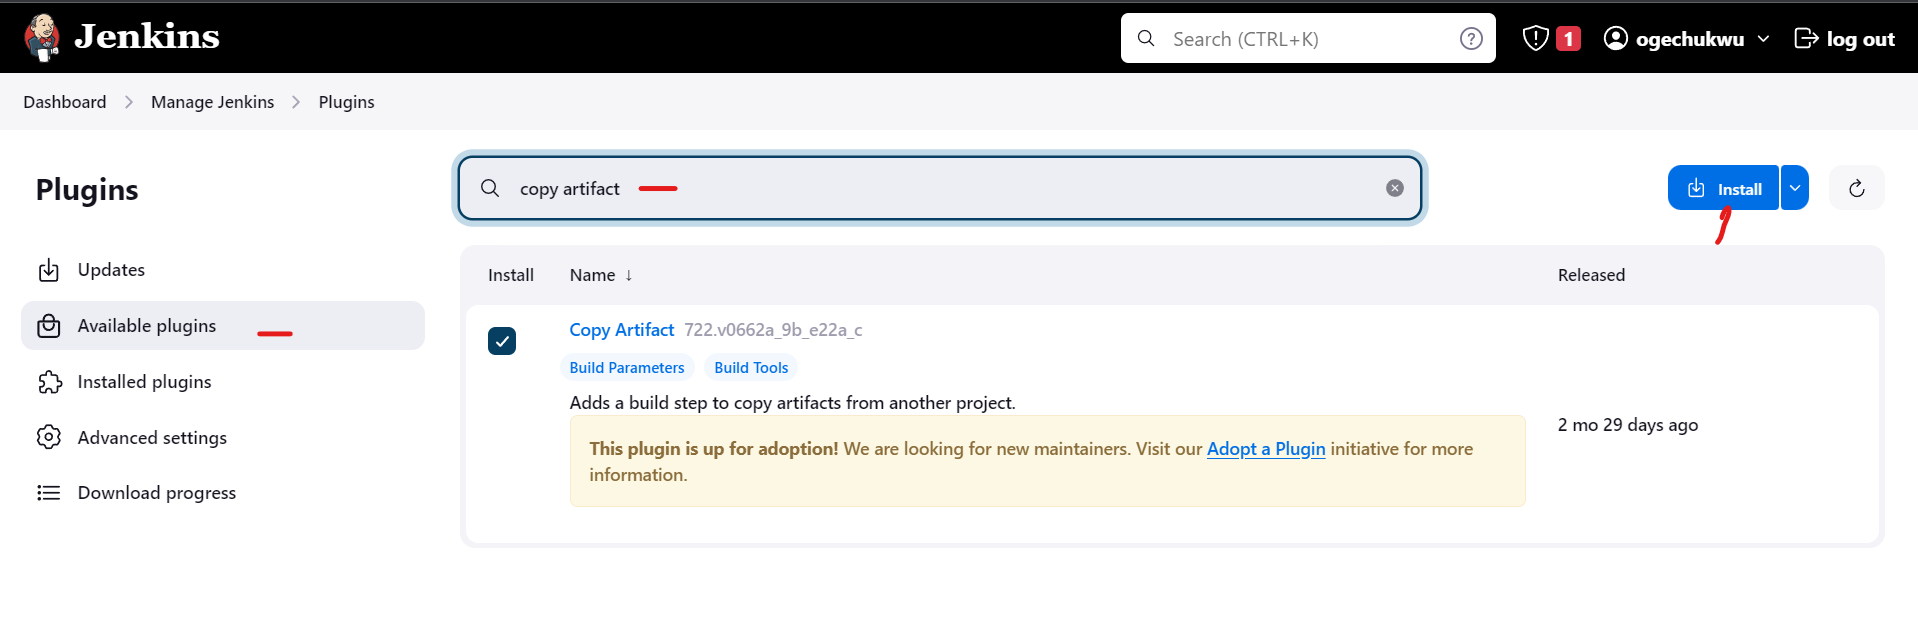 Jenkins
Search (CTRL+K)
1
ogechukwu
log out
Dashboard
Manage Jenkins
Plugins
Plugins
copy artifact
Install
Updates
Available plugins
Installed plugins
Advanced settings
Download progress
Install Name ↓ Released
Copy Artifact 722.v0662a_9b_e22a_c
Build Parameters Build Tools
Adds a build step to copy artifacts from another project.
This plugin is up for adoption! We are looking for new maintainers. Visit our Adopt a Plugin initiative for more
information.
2 mo 29 days ago